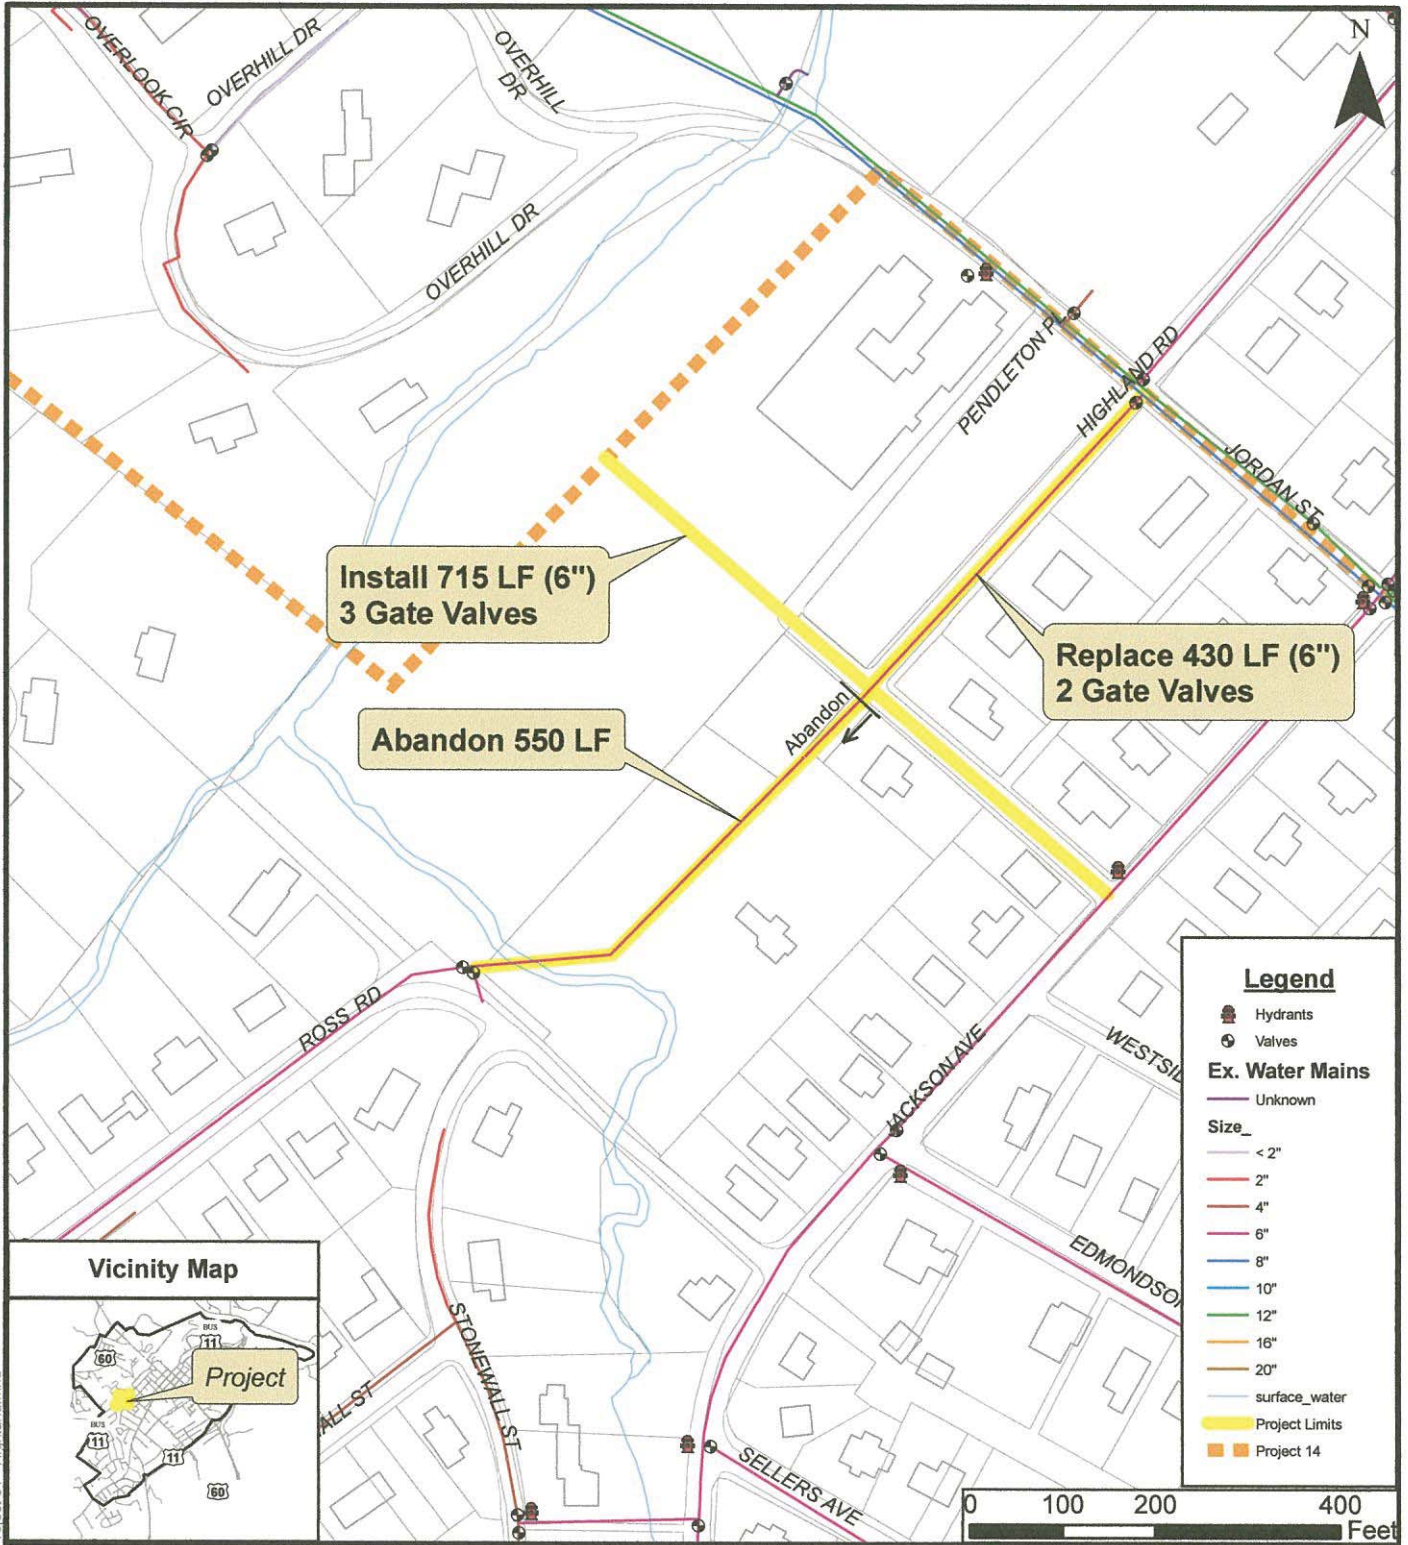 N
OVERLOOK CIR
OVERHILL DR
OVERHILL
DR
OVERHILL DR
PENDLETON PL
HIGHLAND RD
JORDAN ST
Install 715 LF (6")
3 Gate Valves
Replace 430 LF (6")
2 Gate Valves
Abandon
Abandon 550 LF
ROSS RD
JACKSON AVE
WESTSIL
EDMONDSON
STONEWALL ST
ALL ST
SELLERS AVE
Legend
Hydrants
Valves
Ex. Water Mains
Unknown
Size_
< 2"
2"
4"
6"
8"
10"
12"
16"
20"
surface_water
Project Limits
Project 14
Vicinity Map
BUS
11
60
Project
BUS
11
11
60
0 100 200 400
Feet